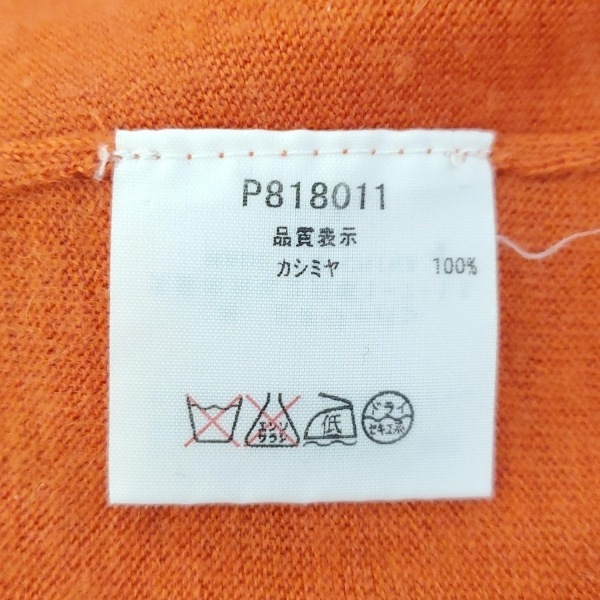 P818011
品質表示
カシミヤ 100%
エンソ
サラシ
低
ドライ
セキユ系